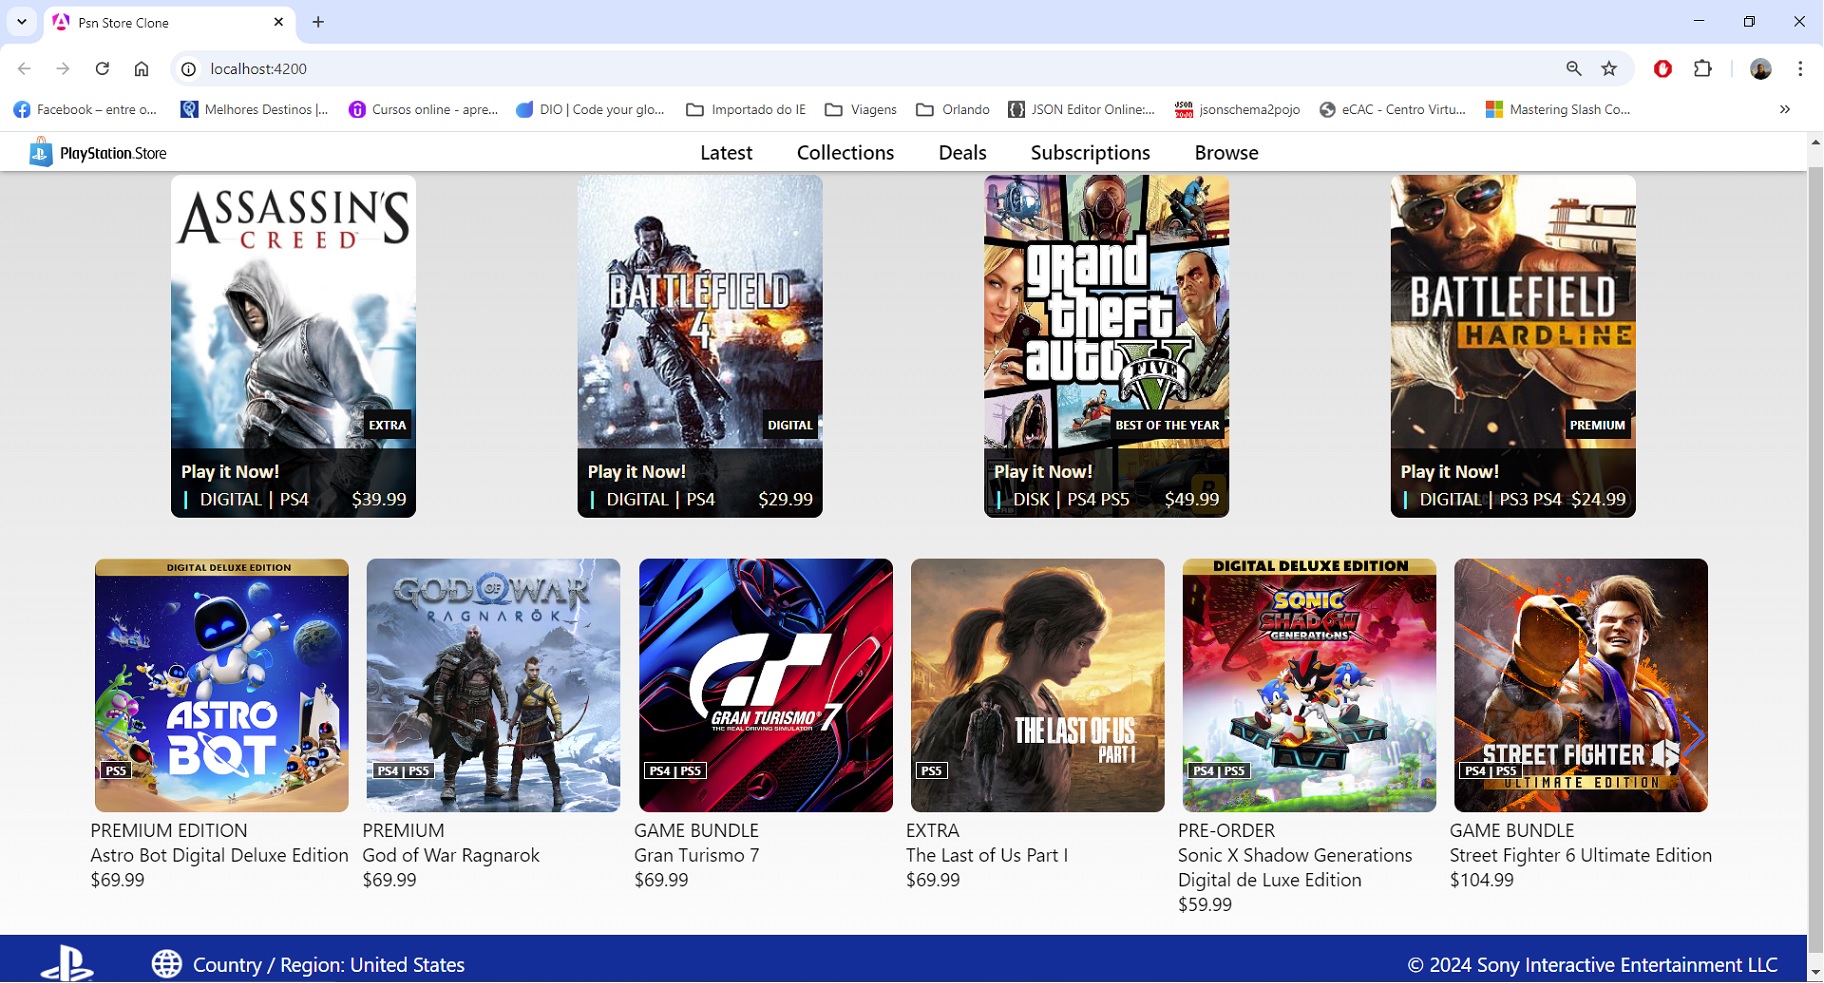 Psn Store Clone
localhost:4200
Facebook – entre o...
Melhores Destinos |...
Cursos online - apre...
DIO | Code your glo...
Importado do IE
Viagens
Orlando
JSON Editor Online:...
jsonschema2pojo
eCAC - Centro Virtu...
Mastering Slash Co...
PlayStation.Store
Latest
Collections
Deals
Subscriptions
Browse
ASSASSIN'S
CREED
EXTRA
Play it Now!
DIGITAL | PS4 $39.99
BATTLEFIELD
4
DIGITAL
Play it Now!
DIGITAL | PS4 $29.99
grand
theft
auto V
FIVE
BEST OF THE YEAR
Play it Now!
DISK | PS4 PS5 $49.99
BATTLEFIELD
HARDLINE
PREMIUM
Play it Now!
DIGITAL | PS3 PS4 $24.99
DIGITAL DELUXE EDITION
ASTRO
BOT
PS5
PREMIUM EDITION
Astro Bot Digital Deluxe Edition
$69.99
GOD OF WAR
RAGNARÖK
PS4 | PS5
PREMIUM
God of War Ragnarok
$69.99
GT
GRAN TURISMO 7
THE REAL DRIVING SIMULATOR
PS4 | PS5
GAME BUNDLE
Gran Turismo 7
$69.99
THE LAST OF US
PART I
PS5
EXTRA
The Last of Us Part I
$69.99
DIGITAL DELUXE EDITION
SONIC
X
SHADOW
GENERATIONS
PS4 | PS5
PRE-ORDER
Sonic X Shadow Generations
Digital de Luxe Edition
$59.99
STREET FIGHTER 6
PS4 | PS5
ULTIMATE EDITION
GAME BUNDLE
Street Fighter 6 Ultimate Edition
$104.99
Country / Region: United States
© 2024 Sony Interactive Entertainment LLC